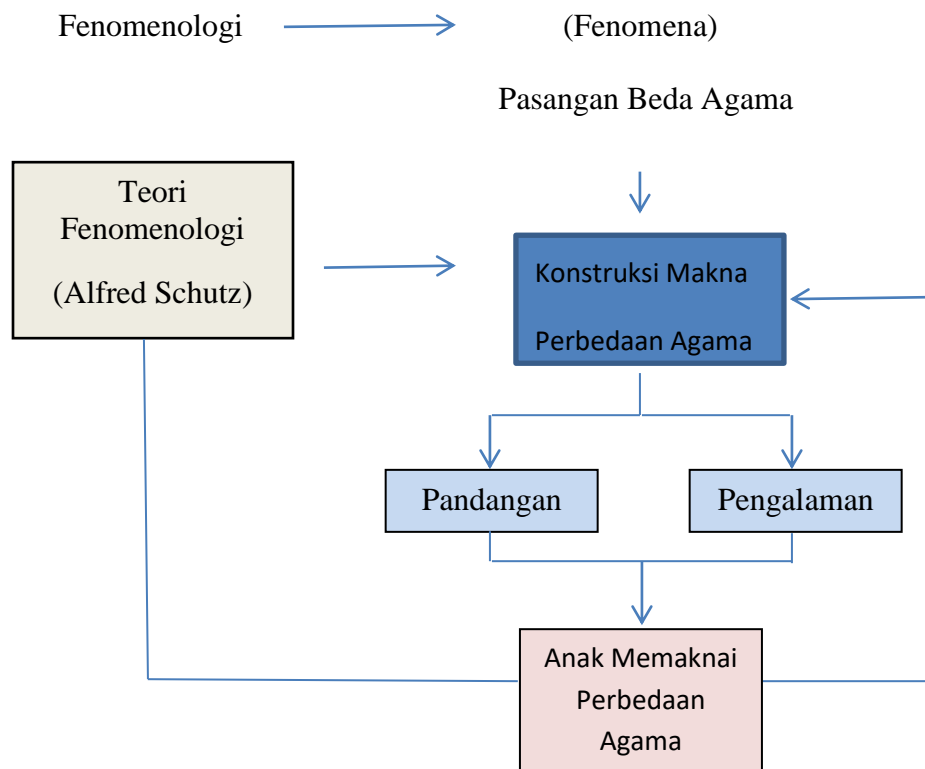 Fenomenologi
(Fenomena)
Pasangan Beda Agama
Teori
Fenomenologi
(Alfred Schutz)
Konstruksi Makna
Perbedaan Agama
Pandangan
Pengalaman
Anak Memaknai
Perbedaan
Agama